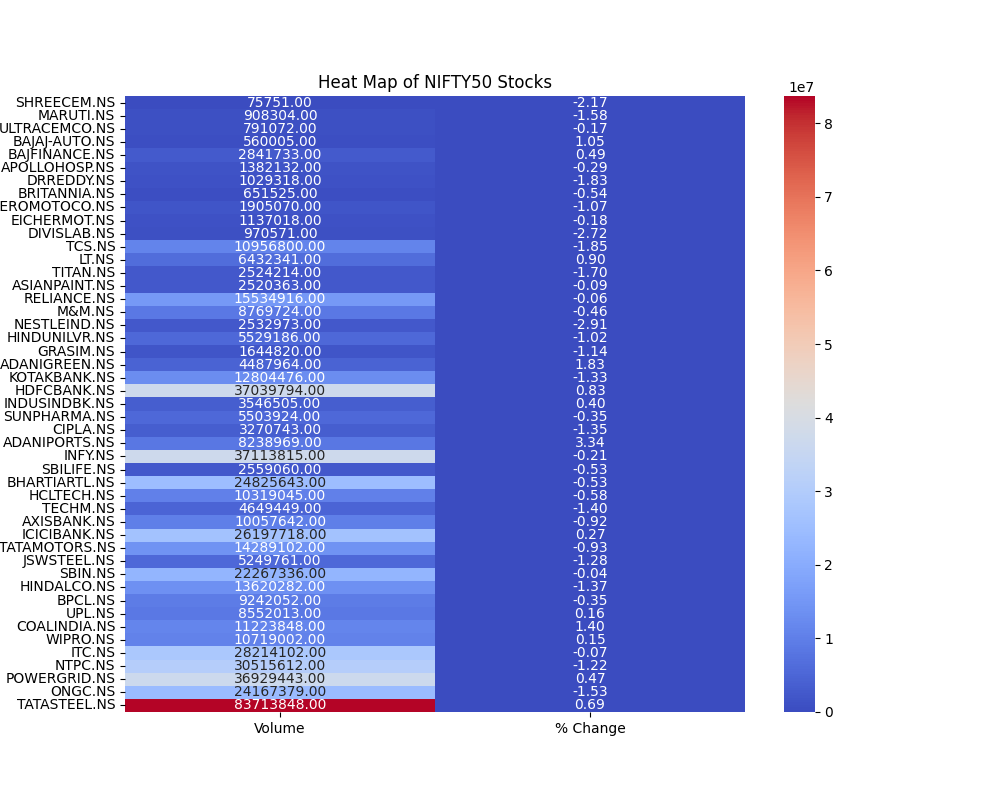 Heat Map of NIFTY50 Stocks
1e7
SHREECEM.NS 75751.00 -2.17
MARUTI.NS 908304.00 -1.58
ULTRACEMCO.NS 791072.00 -0.17
BAJAJ-AUTO.NS 560005.00 1.05
BAJFINANCE.NS 2841733.00 0.49
APOLLOHOSP.NS 1382132.00 -0.29
DRREDDY.NS 1029318.00 -1.83
BRITANNIA.NS 651525.00 -0.54
EROMOTOCO.NS 1905070.00 -1.07
EICHERMOT.NS 1137018.00 -0.18
DIVISLAB.NS 970571.00 -2.72
TCS.NS 10956800.00 -1.85
LT.NS 6432341.00 0.90
TITAN.NS 2524214.00 -1.70
ASIANPAINT.NS 2520363.00 -0.09
RELIANCE.NS 15534916.00 -0.06
M&M.NS 8769724.00 -0.46
NESTLEIND.NS 2532973.00 -2.91
HINDUNILVR.NS 5529186.00 -1.02
GRASIM.NS 1644820.00 -1.14
ADANIGREEN.NS 4487964.00 1.83
KOTAKBANK.NS 12804476.00 -1.33
HDFCBANK.NS 37039794.00 0.83
INDUSINDBK.NS 3546505.00 0.40
SUNPHARMA.NS 5503924.00 -0.35
CIPLA.NS 3270743.00 -1.35
ADANIPORTS.NS 8238969.00 3.34
INFY.NS 37113815.00 -0.21
SBILIFE.NS 2559060.00 -0.53
BHARTIARTL.NS 24825643.00 -0.53
HCLTECH.NS 10319045.00 -0.58
TECHM.NS 4649449.00 -1.40
AXISBANK.NS 10057642.00 -0.92
ICICIBANK.NS 26197718.00 0.27
TATAMOTORS.NS 14289102.00 -0.93
JSWSTEEL.NS 5249761.00 -1.28
SBIN.NS 22267336.00 -0.04
HINDALCO.NS 13620282.00 -1.37
BPCL.NS 9242052.00 -0.35
UPL.NS 8552013.00 0.16
COALINDIA.NS 11223848.00 1.40
WIPRO.NS 10719002.00 0.15
ITC.NS 28214102.00 -0.07
NTPC.NS 30515612.00 -1.22
POWERGRID.NS 36929443.00 0.47
ONGC.NS 24167379.00 -1.53
TATASTEEL.NS 83713848.00 0.69
Volume % Change
8
7
6
5
4
3
2
1
0